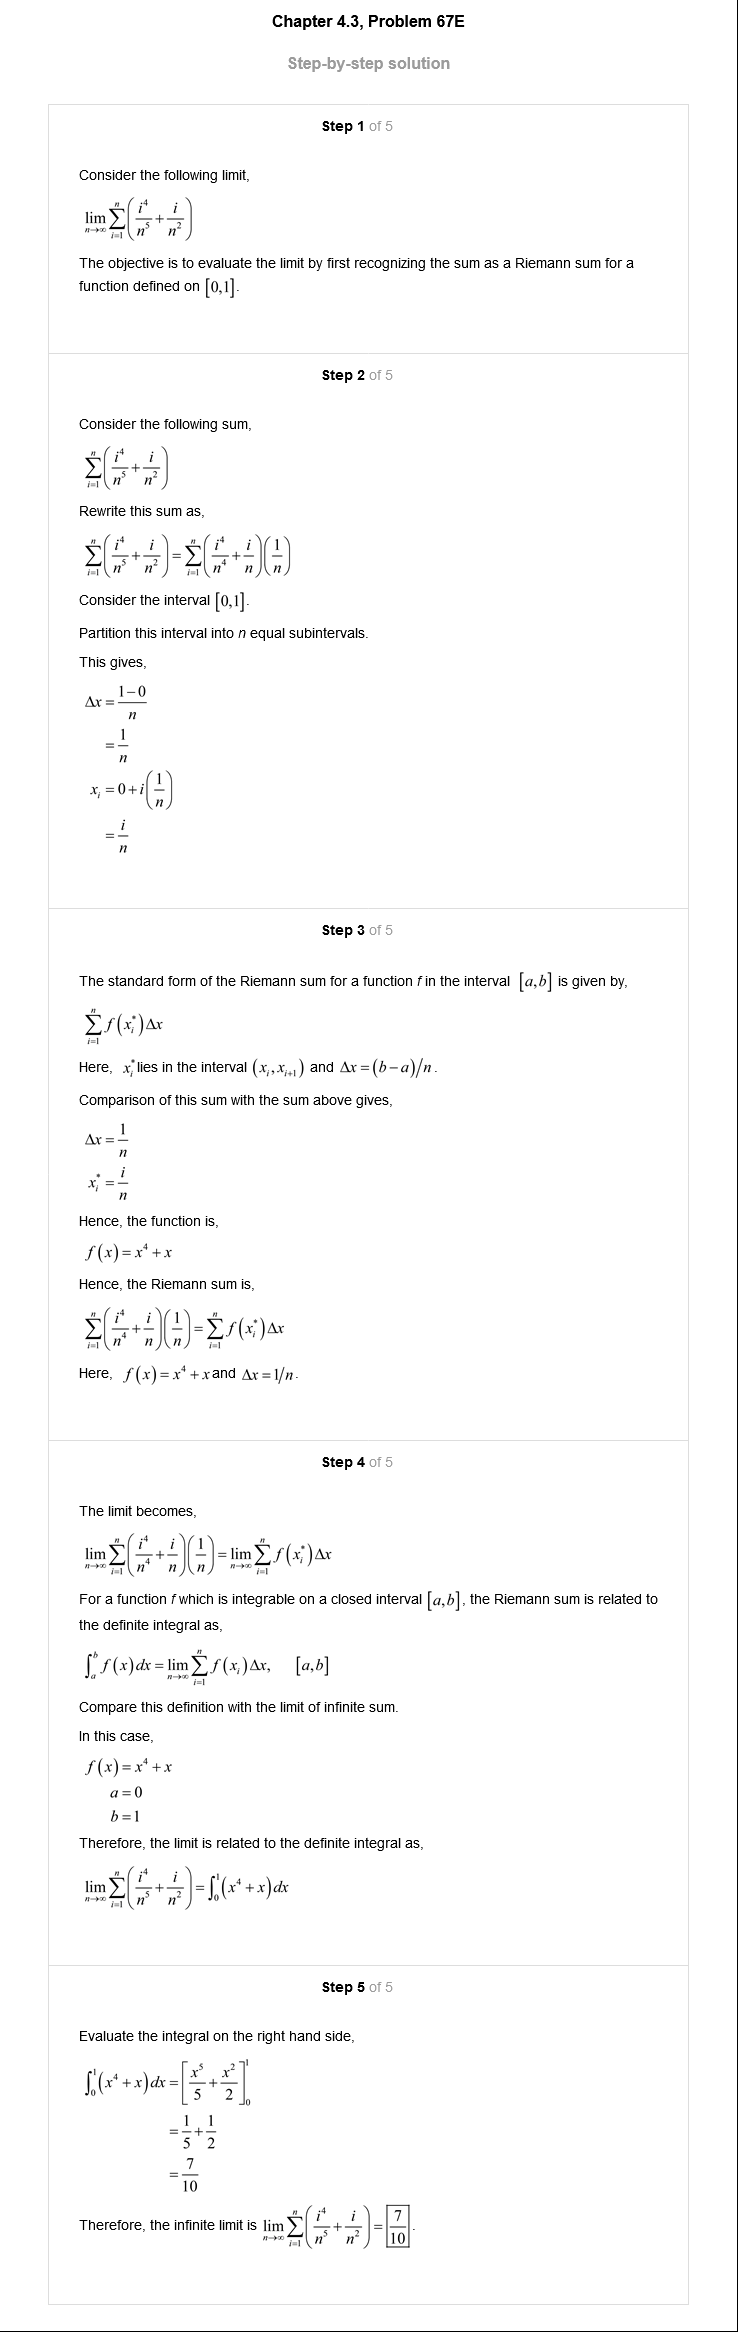 Chapter 4.3, Problem 67E
Step-by-step solution
Step 1 of 5
Consider the following limit,
$\lim_{n\to\infty}\sum_{i=1}^{n}\left(\frac{i^4}{n^5}+\frac{i}{n^2}\right)$
The objective is to evaluate the limit by first recognizing the sum as a Riemann sum for a
function defined on $[0,1]$.
Step 2 of 5
Consider the following sum,
$\sum_{i=1}^{n}\left(\frac{i^4}{n^5}+\frac{i}{n^2}\right)$
Rewrite this sum as,
$\sum_{i=1}^{n}\left(\frac{i^4}{n^5}+\frac{i}{n^2}\right)=\sum_{i=1}^{n}\left(\frac{i^4}{n^4}+\frac{i}{n}\right)\left(\frac{1}{n}\right)$
Consider the interval $[0,1]$.
Partition this interval into n equal subintervals.
This gives,
$\Delta x=\frac{1-0}{n}$
$=\frac{1}{n}$
$x_i=0+i\left(\frac{1}{n}\right)$
$=\frac{i}{n}$
Step 3 of 5
The standard form of the Riemann sum for a function f in the interval $[a,b]$ is given by,
$\sum_{i=1}^{n}f(x_i^*)\Delta x$
Here, $x_i^*$ lies in the interval $(x_i,x_{i+1})$ and $\Delta x=(b-a)/n$.
Comparison of this sum with the sum above gives,
$\Delta x=\frac{1}{n}$
$x_i^*=\frac{i}{n}$
Hence, the function is,
$f(x)=x^4+x$
Hence, the Riemann sum is,
$\sum_{i=1}^{n}\left(\frac{i^4}{n^4}+\frac{i}{n}\right)\left(\frac{1}{n}\right)=\sum_{i=1}^{n}f(x_i^*)\Delta x$
Here, $f(x)=x^4+x$ and $\Delta x=1/n$.
Step 4 of 5
The limit becomes,
$\lim_{n\to\infty}\sum_{i=1}^{n}\left(\frac{i^4}{n^4}+\frac{i}{n}\right)\left(\frac{1}{n}\right)=\lim_{n\to\infty}\sum_{i=1}^{n}f(x_i^*)\Delta x$
For a function f which is integrable on a closed interval $[a,b]$, the Riemann sum is related to
the definite integral as,
$\int_a^b f(x)dx=\lim_{n\to\infty}\sum_{i=1}^{n}f(x_i)\Delta x, \quad [a,b]$
Compare this definition with the limit of infinite sum.
In this case,
$f(x)=x^4+x$
$a=0$
$b=1$
Therefore, the limit is related to the definite integral as,
$\lim_{n\to\infty}\sum_{i=1}^{n}\left(\frac{i^4}{n^5}+\frac{i}{n^2}\right)=\int_0^1(x^4+x)dx$
Step 5 of 5
Evaluate the integral on the right hand side,
$\int_0^1(x^4+x)dx=\left[\frac{x^5}{5}+\frac{x^2}{2}\right]_0^1$
$=\frac{1}{5}+\frac{1}{2}$
$=\frac{7}{10}$
Therefore, the infinite limit is $\lim_{n\to\infty}\sum_{i=1}^{n}\left(\frac{i^4}{n^5}+\frac{i}{n^2}\right)=\boxed{\frac{7}{10}}$.